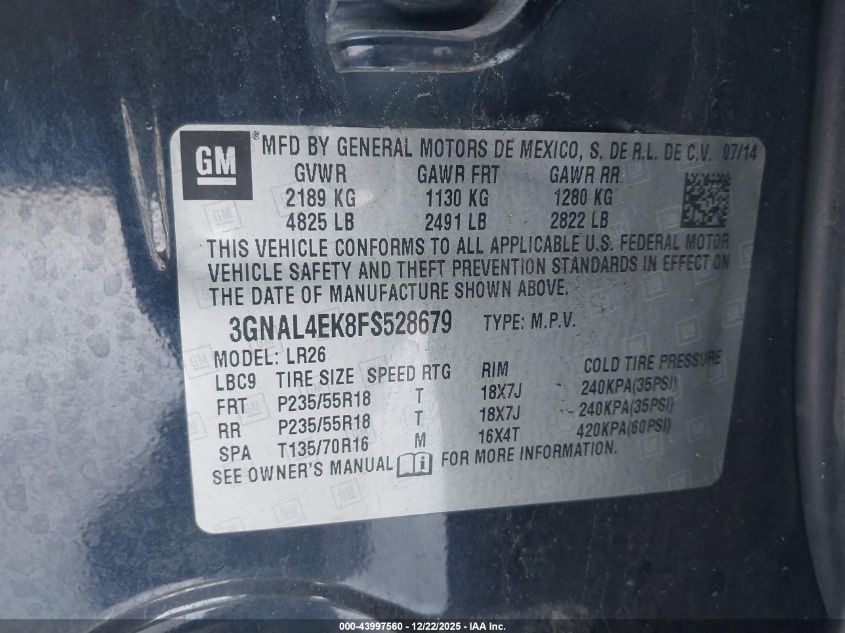 GM ® MFD BY GENERAL MOTORS DE MEXICO, S. DE R.L. DE C.V. 07/14
GVWR GAWR FRT GAWR RR
2189 KG 1130 KG 1280 KG
4825 LB 2491 LB 2822 LB
THIS VEHICLE CONFORMS TO ALL APPLICABLE U.S. FEDERAL MOTOR
VEHICLE SAFETY AND THEFT PREVENTION STANDARDS IN EFFECT ON
THE DATE OF MANUFACTURE SHOWN ABOVE.
3GNAL4EK8FS528679 TYPE: M.P.V.
MODEL: LR26
LBC9 TIRE SIZE SPEED RTG RIM COLD TIRE PRESSURE
FRT P235/55R18 T 18X7J 240KPA(35PSI)
RR P235/55R18 T 18X7J 240KPA(35PSI)
SPA T135/70R16 M 16X4T 420KPA(60PSI)
SEE OWNER'S MANUAL FOR MORE INFORMATION.
000-43997560 - 12/22/2025 - IAA Inc.